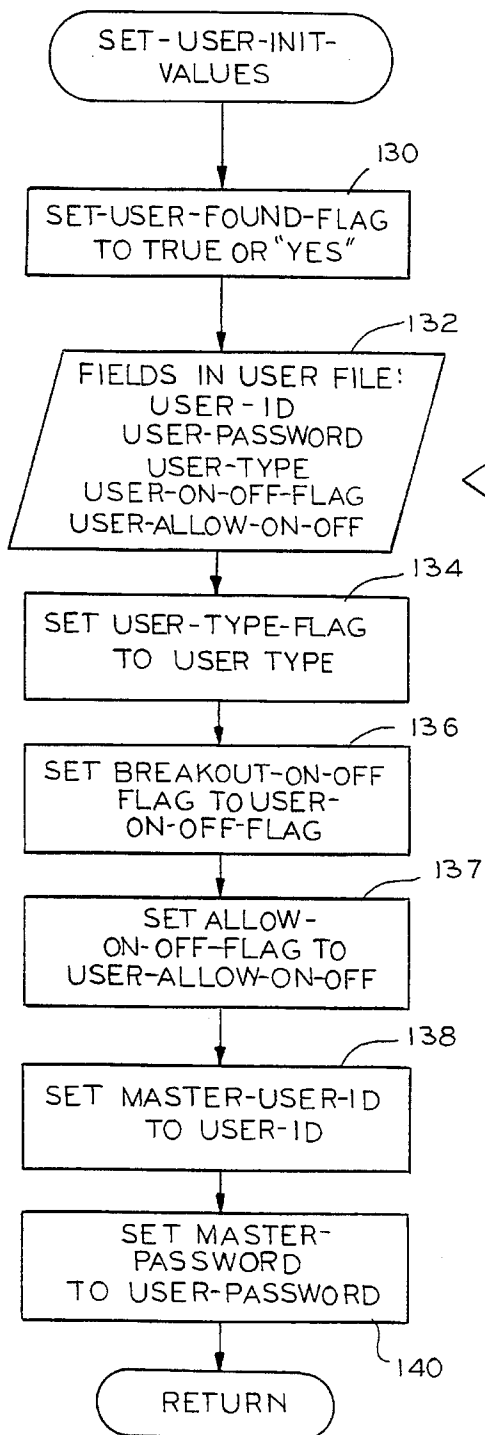 SET-USER-INIT-
VALUES
130
SET-USER-FOUND-FLAG
TO TRUE OR "YES"
132
FIELDS IN USER FILE:
USER-ID
USER-PASSWORD
USER-TYPE
USER-ON-OFF-FLAG
USER-ALLOW-ON-OFF
134
SET USER-TYPE-FLAG
TO USER TYPE
136
SET BREAKOUT-ON-OFF
FLAG TO USER-
ON-OFF-FLAG
137
SET ALLOW-
ON-OFF-FLAG TO
USER-ALLOW-ON-OFF
138
SET MASTER-USER-ID
TO USER-ID
SET MASTER-
PASSWORD
TO USER-PASSWORD
140
RETURN